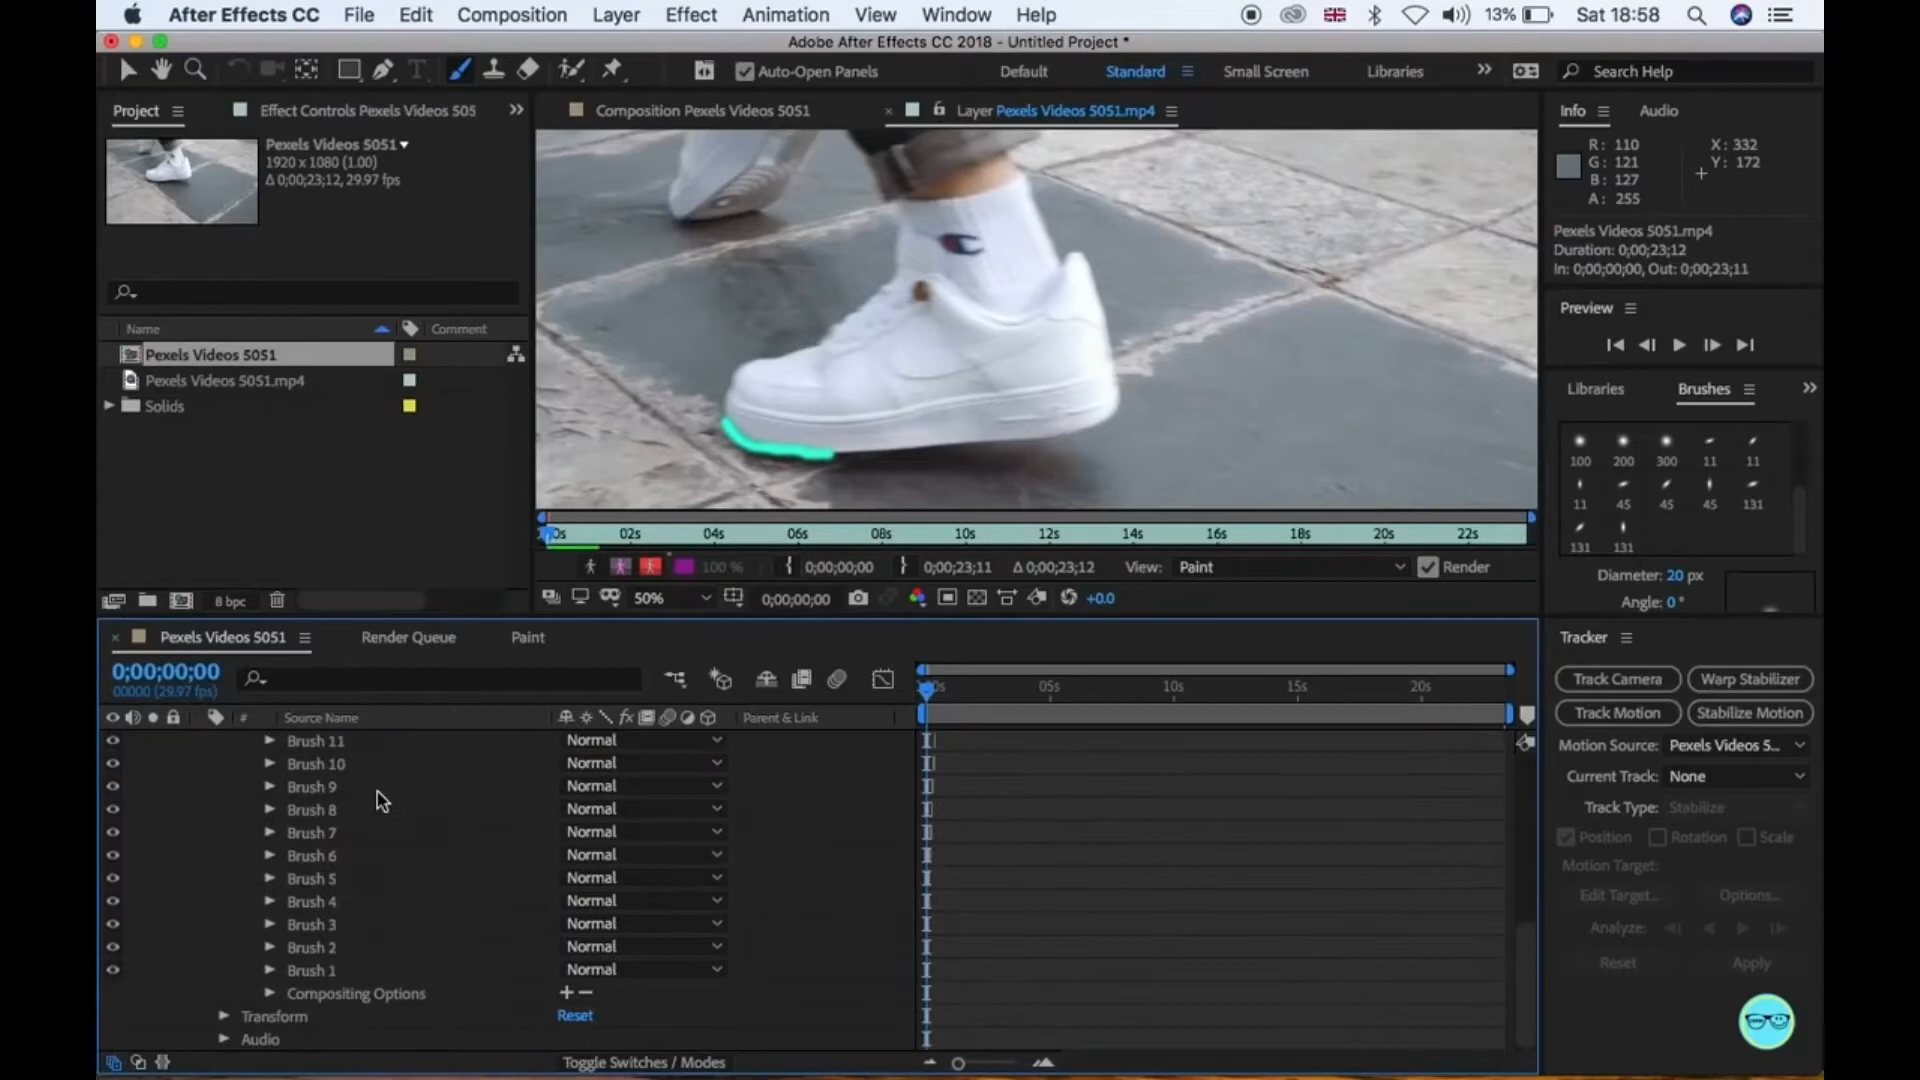 After Effects CC File Edit Composition Layer Effect Animation View Window Help 13% Sat 18:58
Adobe After Effects CC 2018 - Untitled Project *
Auto-Open Panels Default Standard Small Screen Libraries Search Help
Project Effect Controls Pexels Videos 505
Composition Pexels Videos 5051
Layer Pexels Videos 5051.mp4
Info Audio
Pexels Videos 5051
1920 x 1080 (1.00)
Δ 0;00;23;12, 29.97 fps
R: 110 X: 332
G: 121 Y: 172
B: 127
A: 255
Pexels Videos 5051.mp4
Duration: 0;00;23;12
In: 0;00;00;00, Out: 0;00;23;11
Preview
Name Comment
Pexels Videos 5051
Pexels Videos 5051.mp4
Solids
Libraries Brushes
100 200 300 11 11
11 45 45 45 131
131 131
Diameter: 20 px
Angle: 0 °
02s 04s 06s 08s 10s 12s 14s 16s 18s 20s 22s
100 % 0;00;00;00 0;00;23;11 Δ 0;00;23;12 View: Paint Render
8 bpc
50% 0;00;00;00 +0.0
Pexels Videos 5051 Render Queue Paint
0;00;00;00
00000 (29.97 fps)
05s 10s 15s 20s
# Source Name Parent & Link
Brush 11 Normal
Brush 10 Normal
Brush 9 Normal
Brush 8 Normal
Brush 7 Normal
Brush 6 Normal
Brush 5 Normal
Brush 4 Normal
Brush 3 Normal
Brush 2 Normal
Brush 1 Normal
Compositing Options + −
Transform Reset
Audio
Toggle Switches / Modes
Tracker
Track Camera Warp Stabilizer
Track Motion Stabilize Motion
Motion Source: Pexels Videos 5...
Current Track: None
Track Type: Stabilize
Position Rotation Scale
Motion Target:
Edit Target... Options...
Analyze:
Reset Apply